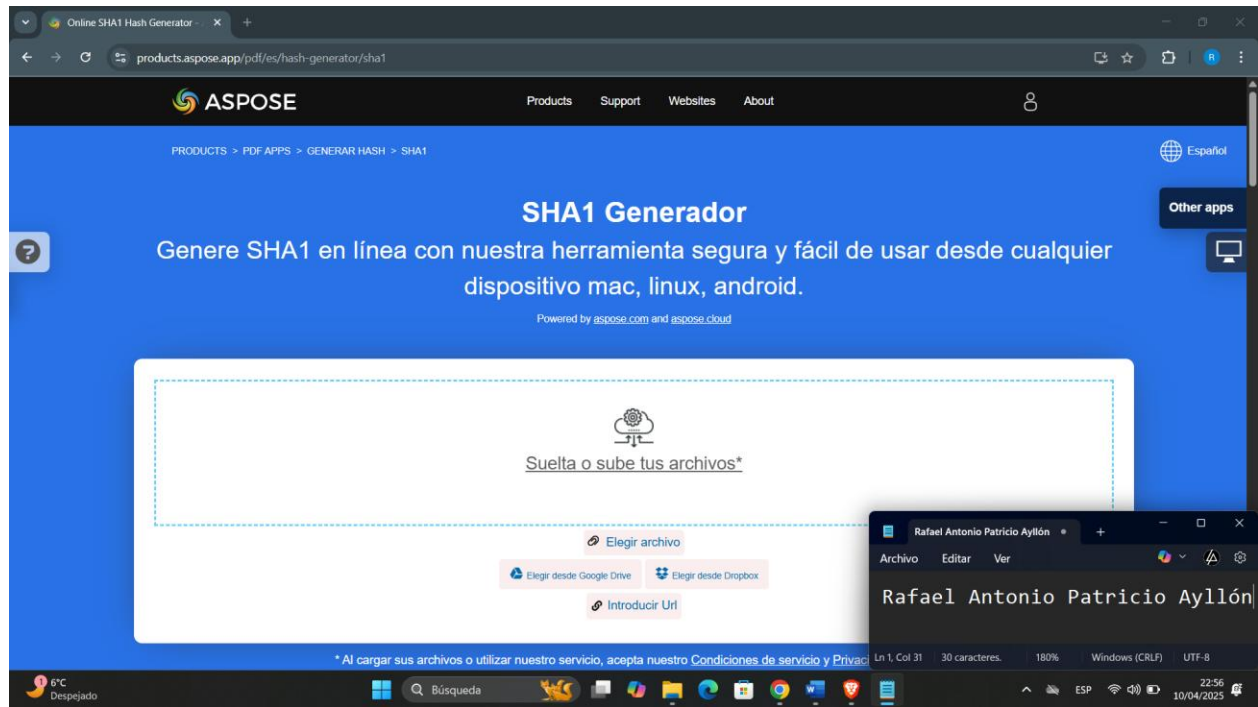 Online SHA1 Hash Generator -
products.aspose.app/pdf/es/hash-generator/sha1
R
ASPOSE
Products Support Websites About
PRODUCTS > PDF APPS > GENERAR HASH > SHA1
Español
SHA1 Generador
Other apps
Genere SHA1 en línea con nuestra herramienta segura y fácil de usar desde cualquier
dispositivo mac, linux, android.
Powered by aspose.com and aspose.cloud
Suelta o sube tus archivos*
Elegir archivo
Elegir desde Google Drive Elegir desde Dropbox
Introducir Url
* Al cargar sus archivos o utilizar nuestro servicio, acepta nuestro Condiciones de servicio y Privac
Rafael Antonio Patricio Ayllón
Archivo Editar Ver
Rafael Antonio Patricio Ayllón
Ln 1, Col 31 30 caracteres. 180% Windows (CRLF) UTF-8
1
6°C
Despejado
Búsqueda
ESP
22:56
10/04/2025